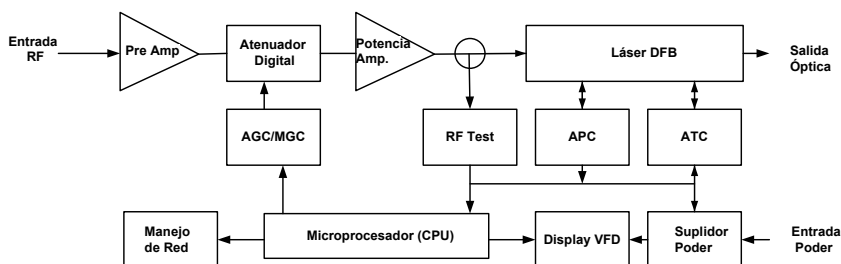 Entrada
RF
Pre Amp
Atenuador
Digital
Potencia
Amp.
Láser DFB
Salida
Óptica
AGC/MGC
RF Test
APC
ATC
Manejo
de Red
Microprocesador (CPU)
Display VFD
Suplidor
Poder
Entrada
Poder